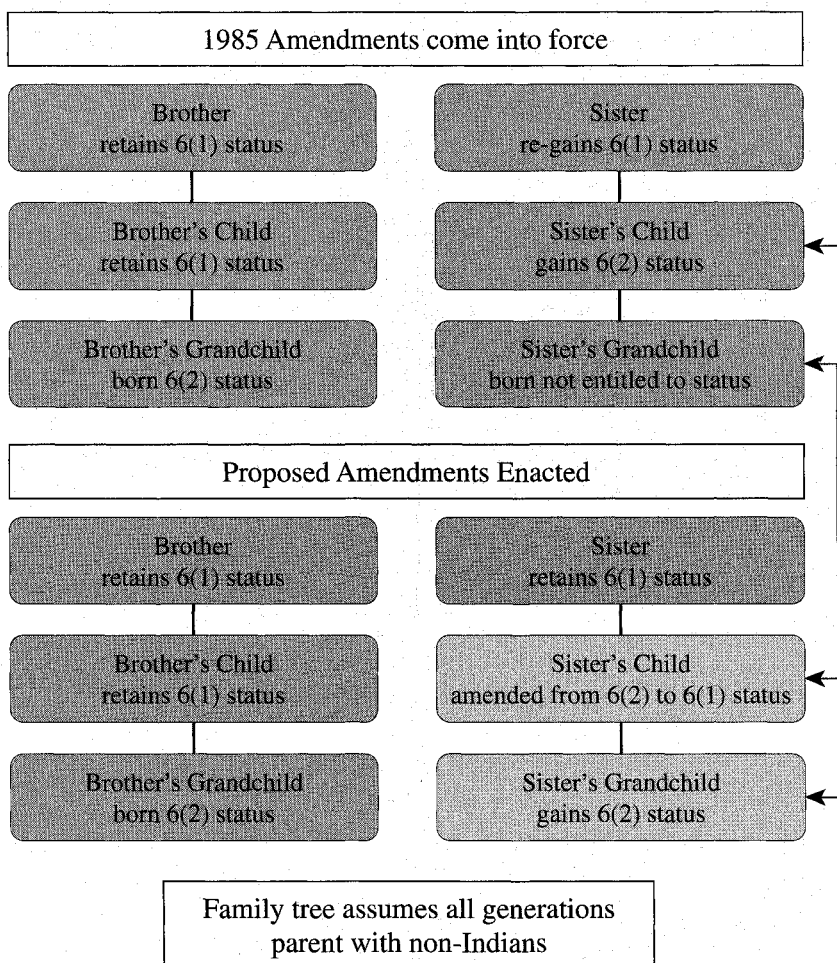 1985 Amendments come into force
Brother
retains 6(1) status
Sister
re-gains 6(1) status
Brother's Child
retains 6(1) status
Sister's Child
gains 6(2) status
Brother's Grandchild
born 6(2) status
Sister's Grandchild
born not entitled to status
Proposed Amendments Enacted
Brother
retains 6(1) status
Sister
retains 6(1) status
Brother's Child
retains 6(1) status
Sister's Child
amended from 6(2) to 6(1) status
Brother's Grandchild
born 6(2) status
Sister's Grandchild
gains 6(2) status
Family tree assumes all generations
parent with non-Indians